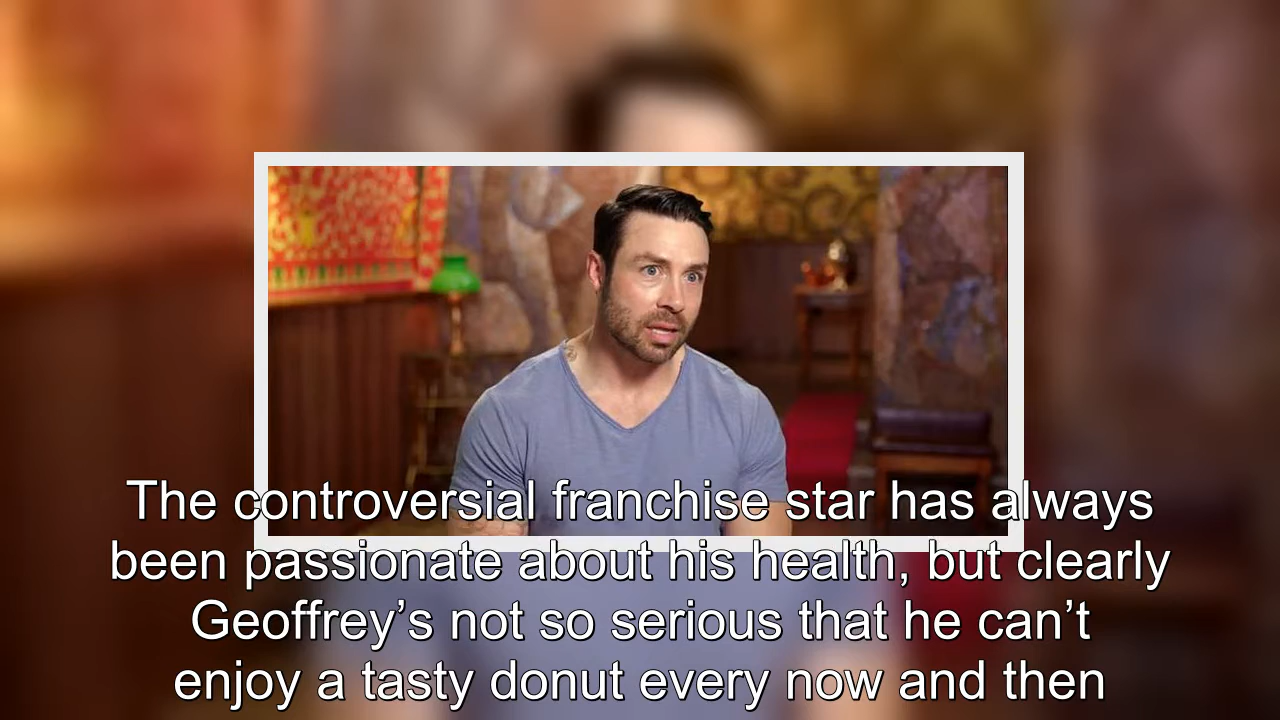 The controversial franchise star has always
been passionate about his health, but clearly
Geoffrey’s not so serious that he can’t
enjoy a tasty donut every now and then